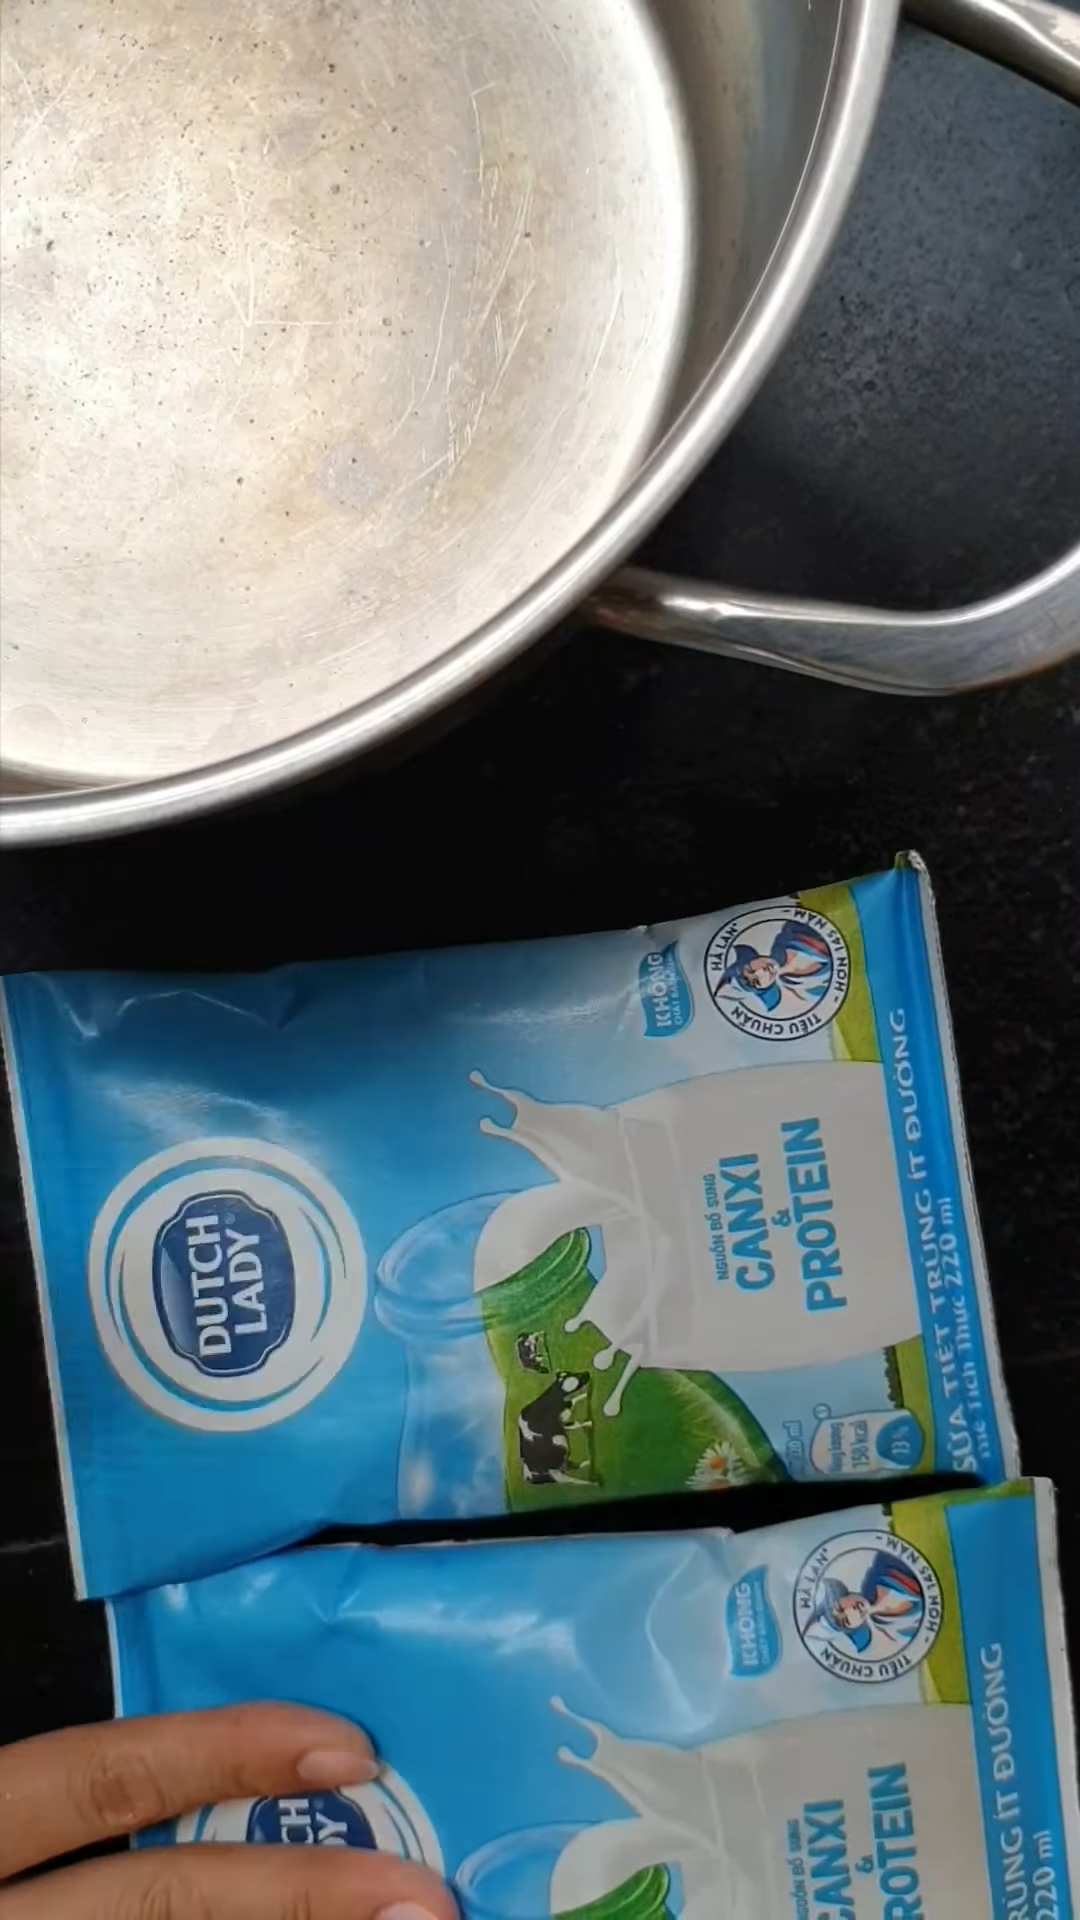 DUTCH
LADY
KHÔNG
HÀ LAN
TIÊU CHUẨN
HƠN 145 NĂM
NGUỒN BỔ SUNG
CANXI
&
PROTEIN
158 kcal
SỮA TIỆT TRÙNG ÍT ĐƯỜNG
Thể Tích Thực 220 ml
CH
DY
KHÔNG
HÀ LAN
TIÊU CHUẨN
HƠN 145 NĂM
NGUỒN BỔ SUNG
CANXI
&
PROTEIN
TRÙNG ÍT ĐƯỜNG
220 ml